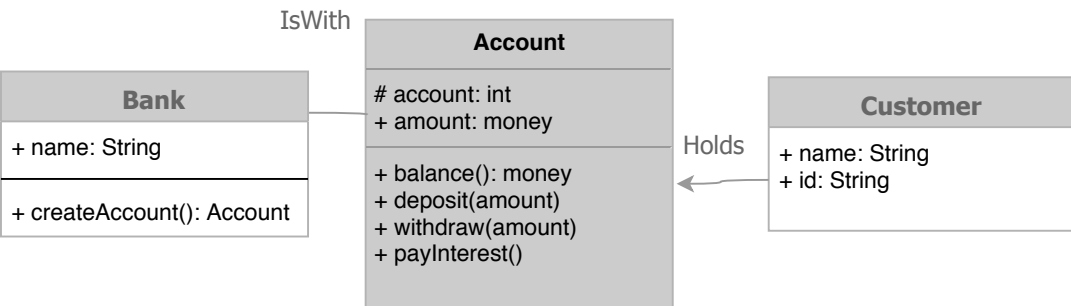 IsWith
Bank
+ name: String
+ createAccount(): Account
Account
# account: int
+ amount: money
+ balance(): money
+ deposit(amount)
+ withdraw(amount)
+ payInterest()
Holds
Customer
+ name: String
+ id: String